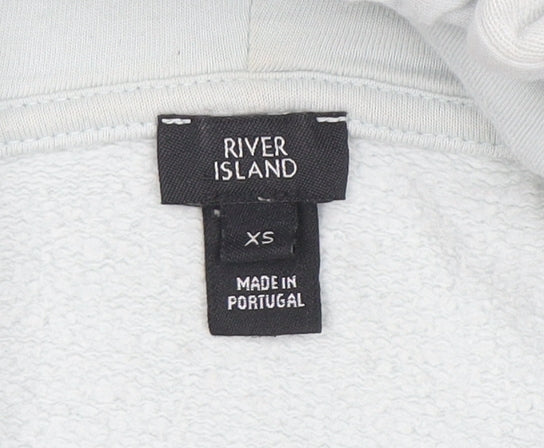 RIVER
ISLAND
XS
MADE IN
PORTUGAL